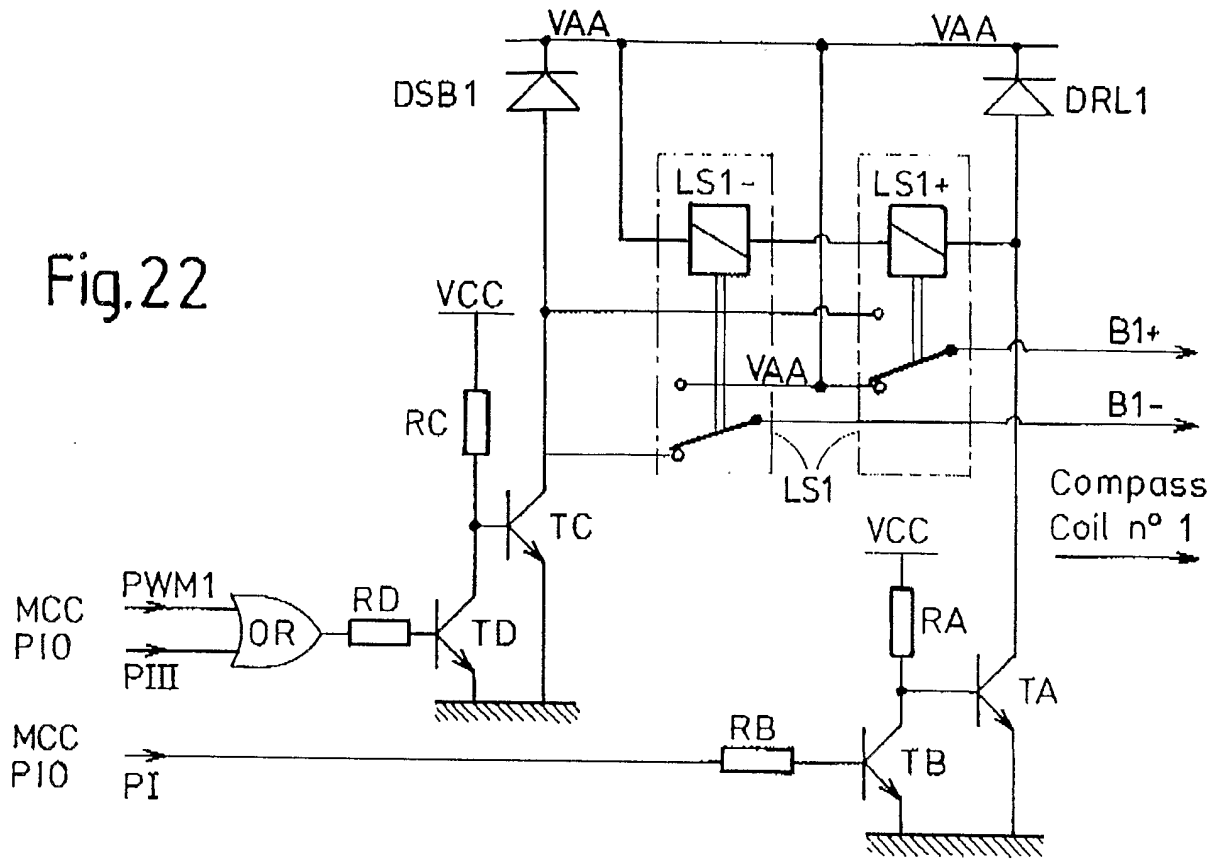 VAA
VAA
DSB1
DRL1
LS1-
LS1+
Fig.22
VCC
B1+
VAA
RC
B1-
LS1
Compass
Coil n° 1
TC
VCC
PWM1
MCC
RD
RA
OR
TD
PIO
PIII
TA
MCC
RB
PIO
TB
PI